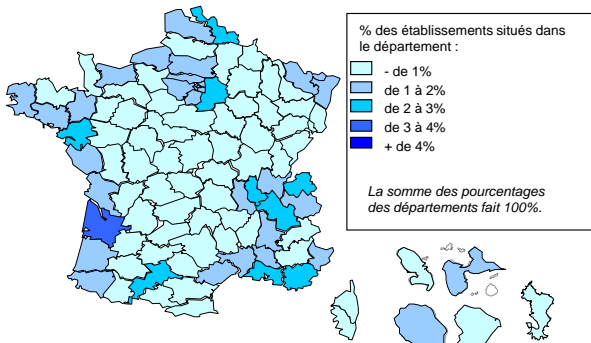 % des établissements situés dans
le département :
- de 1%
de 1 à 2%
de 2 à 3%
de 3 à 4%
+ de 4%
La somme des pourcentages
des départements fait 100%.